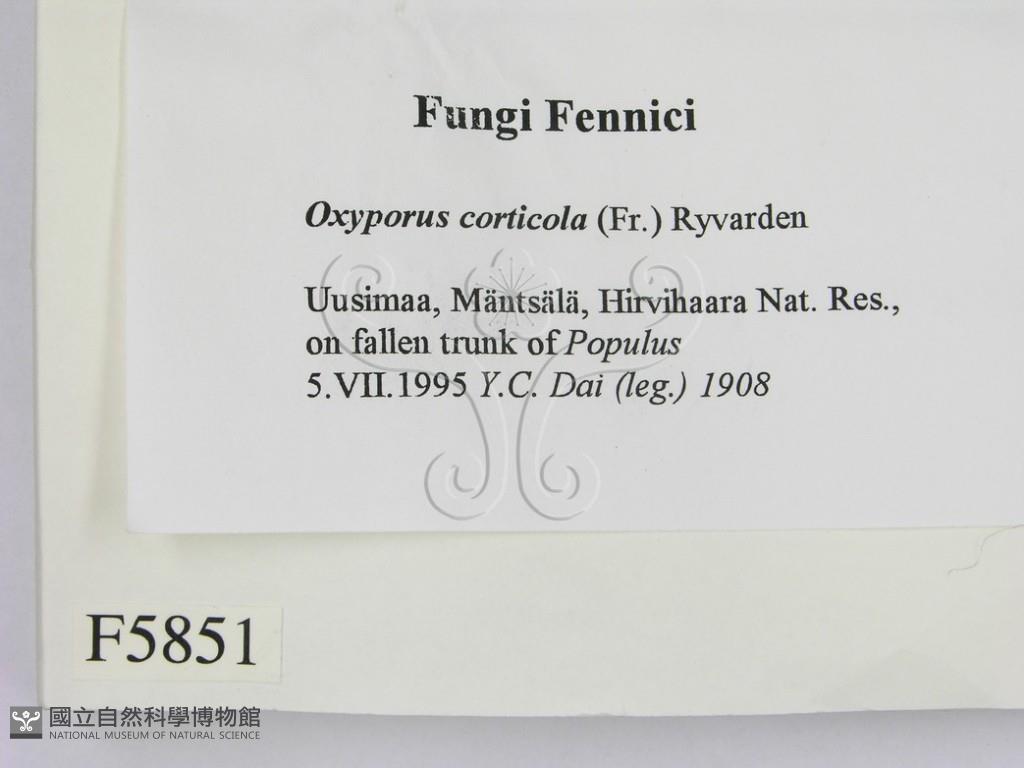 Fungi Fennici
Oxyporus corticola (Fr.) Ryvarden
Uusimaa, Mäntsälä, Hirvihaara Nat. Res.,
on fallen trunk of Populus
5.VII.1995 Y.C. Dai (leg.) 1908
F5851
國立自然科學博物館
NATIONAL MUSEUM OF NATURAL SCIENCE